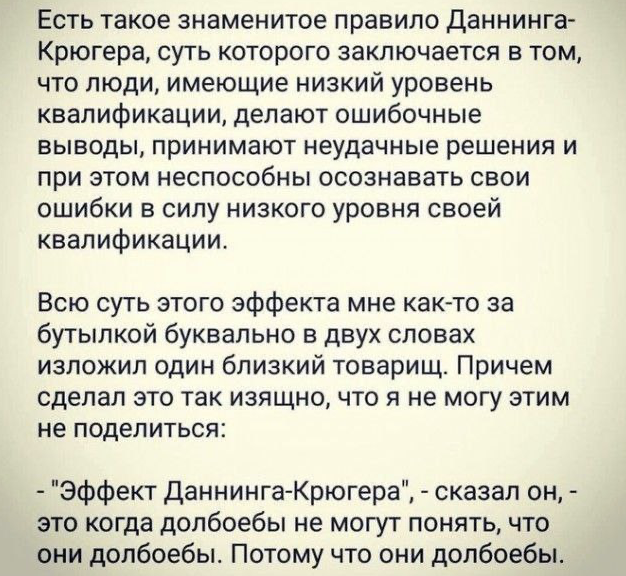 Есть такое знаменитое правило Даннинга-
Крюгера, суть которого заключается в том,
что люди, имеющие низкий уровень
квалификации, делают ошибочные
выводы, принимают неудачные решения и
при этом неспособны осознавать свои
ошибки в силу низкого уровня своей
квалификации.
Всю суть этого эффекта мне как-то за
бутылкой буквально в двух словах
изложил один близкий товарищ. Причем
сделал это так изящно, что я не могу этим
не поделиться:
- "Эффект Даннинга-Крюгера", - сказал он, -
это когда долбоебы не могут понять, что
они долбоебы. Потому что они долбоебы.